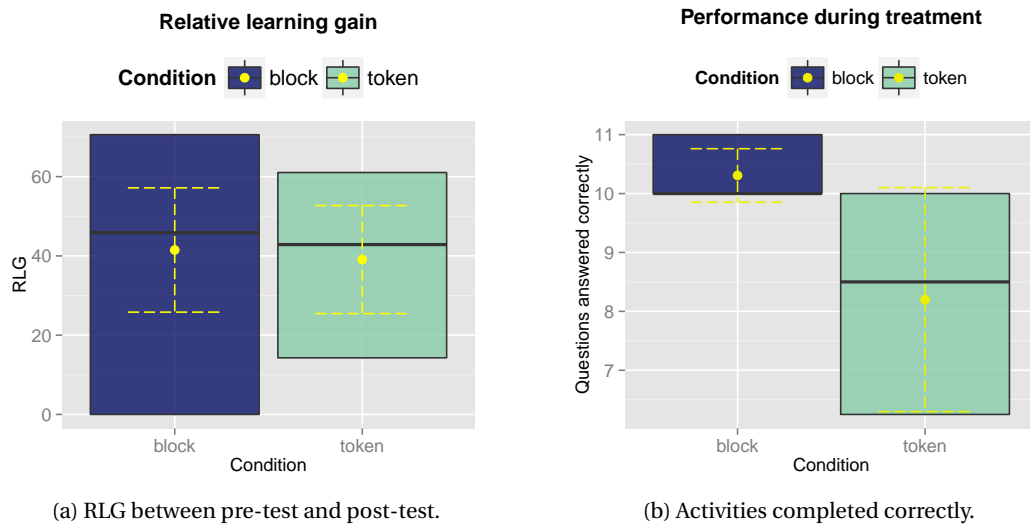 Relative learning gain
Condition block token
60
40
20
0
RLG
block token
Condition
(a) RLG between pre-test and post-test.
Performance during treatment
Condition block token
11
10
9
8
7
Questions answered correctly
block token
Condition
(b) Activities completed correctly.